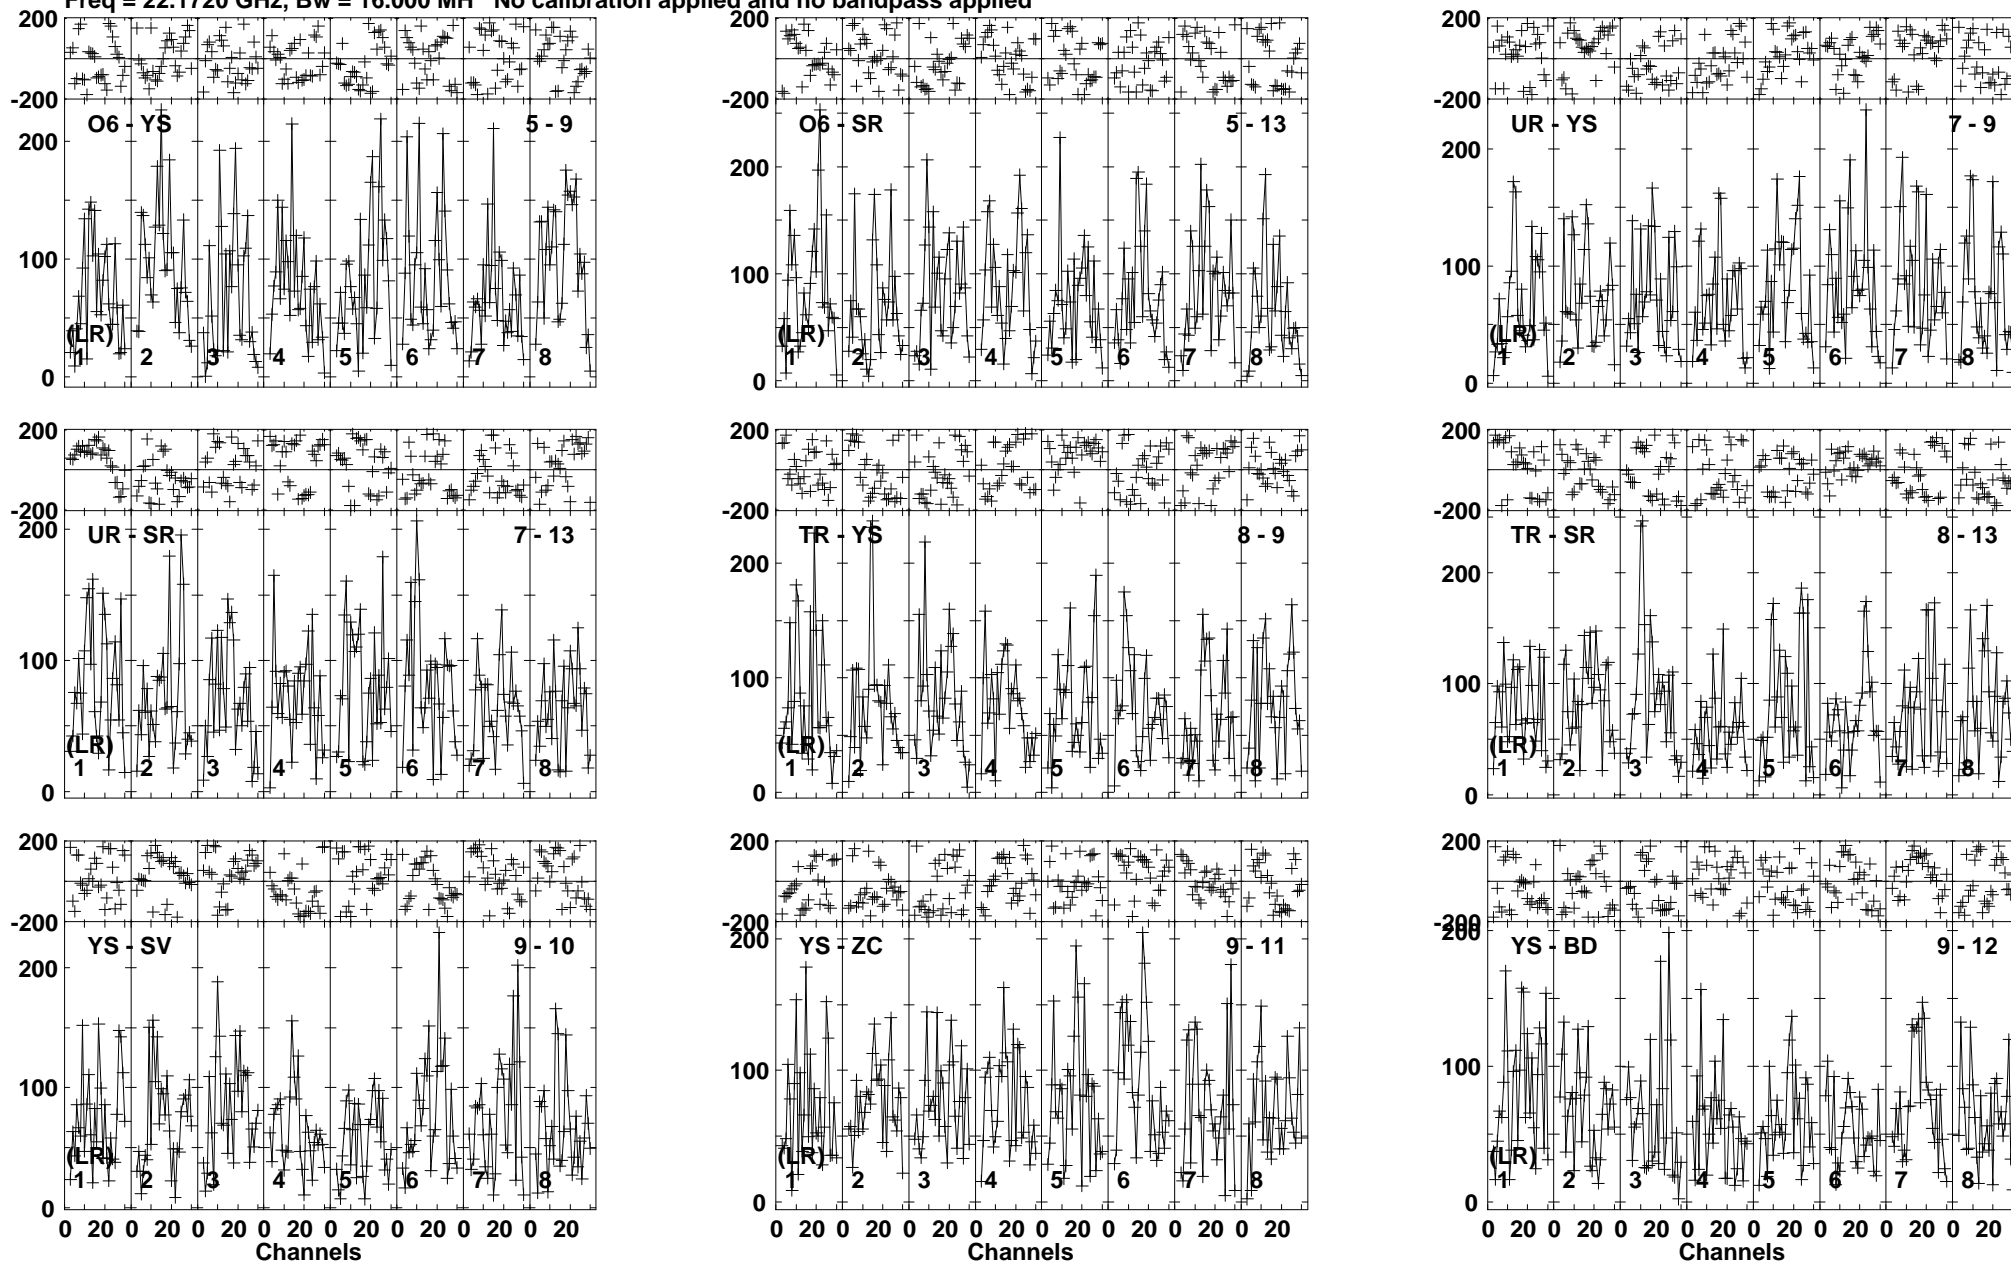 Freq = 22.1720 GHz, Bw = 16.000 MH No calibration applied and no bandpass applied
200
-200
O6 - YS 5 - 9
200
100
0
(LR)
1 2 3 4 5 6 7 8
200
-200
O6 - SR 5 - 13
200
100
0
(LR)
1 2 3 4 5 6 7 8
200
-200
UR - YS 7 - 9
200
100
0
(LR)
1 2 3 4 5 6 7 8
200
-200
UR - SR 7 - 13
200
100
0
(LR)
1 2 3 4 5 6 7 8
200
-200
TR - YS 8 - 9
200
100
0
(LR)
1 2 3 4 5 6 7 8
200
-200
TR - SR 8 - 13
200
100
0
(LR)
1 2 3 4 5 6 7 8
200
-200
YS - SV 9 - 10
200
100
0
(LR)
1 2 3 4 5 6 7 8
0 20 0 20 0 20 0 20 0 20 0 20 0 20 0 20
Channels
200
-200
YS - ZC 9 - 11
200
100
0
(LR)
1 2 3 4 5 6 7 8
0 20 0 20 0 20 0 20 0 20 0 20 0 20 0 20
Channels
200
-200
YS - BD 9 - 12
200
100
0
(LR)
1 2 3 4 5 6 7 8
0 20 0 20 0 20 0 20 0 20 0 20 0 20 0 20
Channels